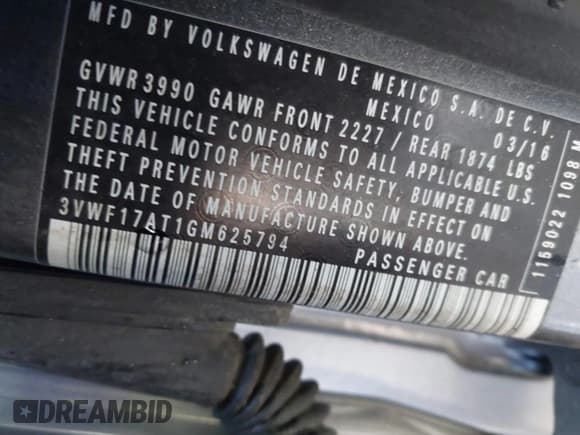 MFD BY VOLKSWAGEN DE MEXICO S.A. DE C.V.
MEXICO 03/16
GVWR 3990 GAWR FRONT 2227 / REAR 1874 LBS
THIS VEHICLE CONFORMS TO ALL APPLICABLE U.S.
FEDERAL MOTOR VEHICLE SAFETY, BUMPER AND
THEFT PREVENTION STANDARDS IN EFFECT ON
THE DATE OF MANUFACTURE SHOWN ABOVE.
3VWF17AT1GM625794 PASSENGER CAR
1159022 1098 M
DREAMBID